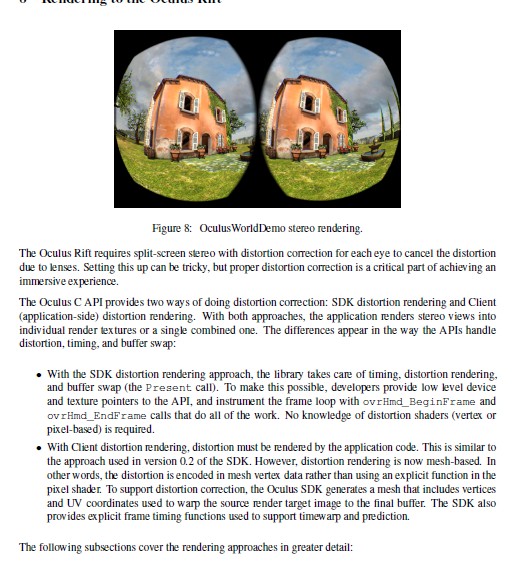 Figure 8: OculusWorldDemo stereo rendering.
The Oculus Rift requires split-screen stereo with distortion correction for each eye to cancel the distortion
due to lenses. Setting this up can be tricky, but proper distortion correction is a critical part of achieving an
immersive experience.
The Oculus C API provides two ways of doing distortion correction: SDK distortion rendering and Client
(application-side) distortion rendering. With both approaches, the application renders stereo views into
individual render textures or a single combined one. The differences appear in the way the APIs handle
distortion, timing, and buffer swap:
• With the SDK distortion rendering approach, the library takes care of timing, distortion rendering,
and buffer swap (the Present call). To make this possible, developers provide low level device
and texture pointers to the API, and instrument the frame loop with ovrHmd_BeginFrame and
ovrHmd_EndFrame calls that do all of the work. No knowledge of distortion shaders (vertex or
pixel-based) is required.
• With Client distortion rendering, distortion must be rendered by the application code. This is similar to
the approach used in version 0.2 of the SDK. However, distortion rendering is now mesh-based. In
other words, the distortion is encoded in mesh vertex data rather than using an explicit function in the
pixel shader. To support distortion correction, the Oculus SDK generates a mesh that includes vertices
and UV coordinates used to warp the source render target image to the final buffer. The SDK also
provides explicit frame timing functions used to support timewarp and prediction.
The following subsections cover the rendering approaches in greater detail: